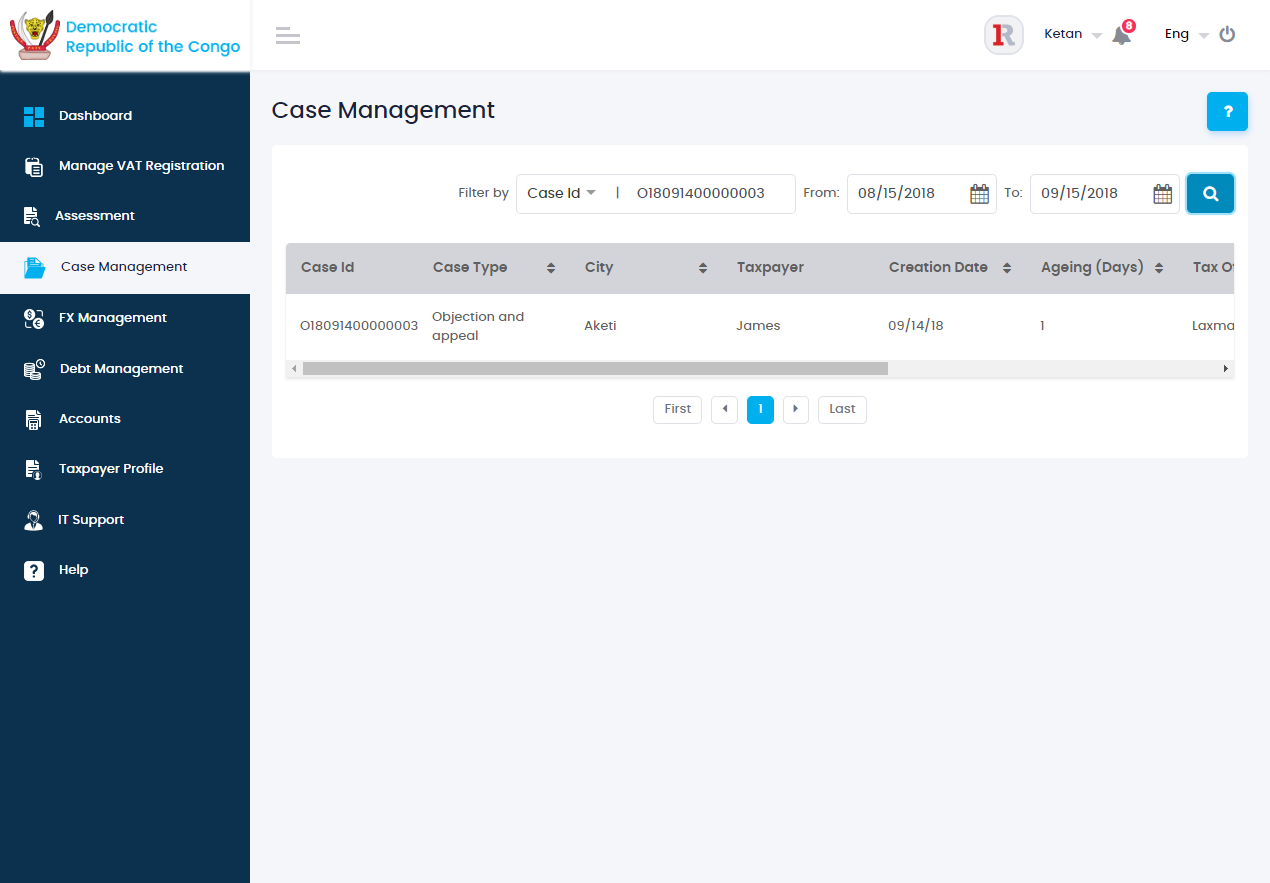 Democratic
Republic of the Congo
Ketan
8
Eng
Dashboard
Manage VAT Registration
Assessment
Case Management
FX Management
Debt Management
Accounts
Taxpayer Profile
IT Support
Help
Case Management
?
Filter by Case Id | O18091400000003 From: 08/15/2018 To: 09/15/2018
Case Id Case Type City Taxpayer Creation Date Ageing (Days) Tax O
O18091400000003 Objection and appeal Aketi James 09/14/18 1 Laxma
First 1 Last